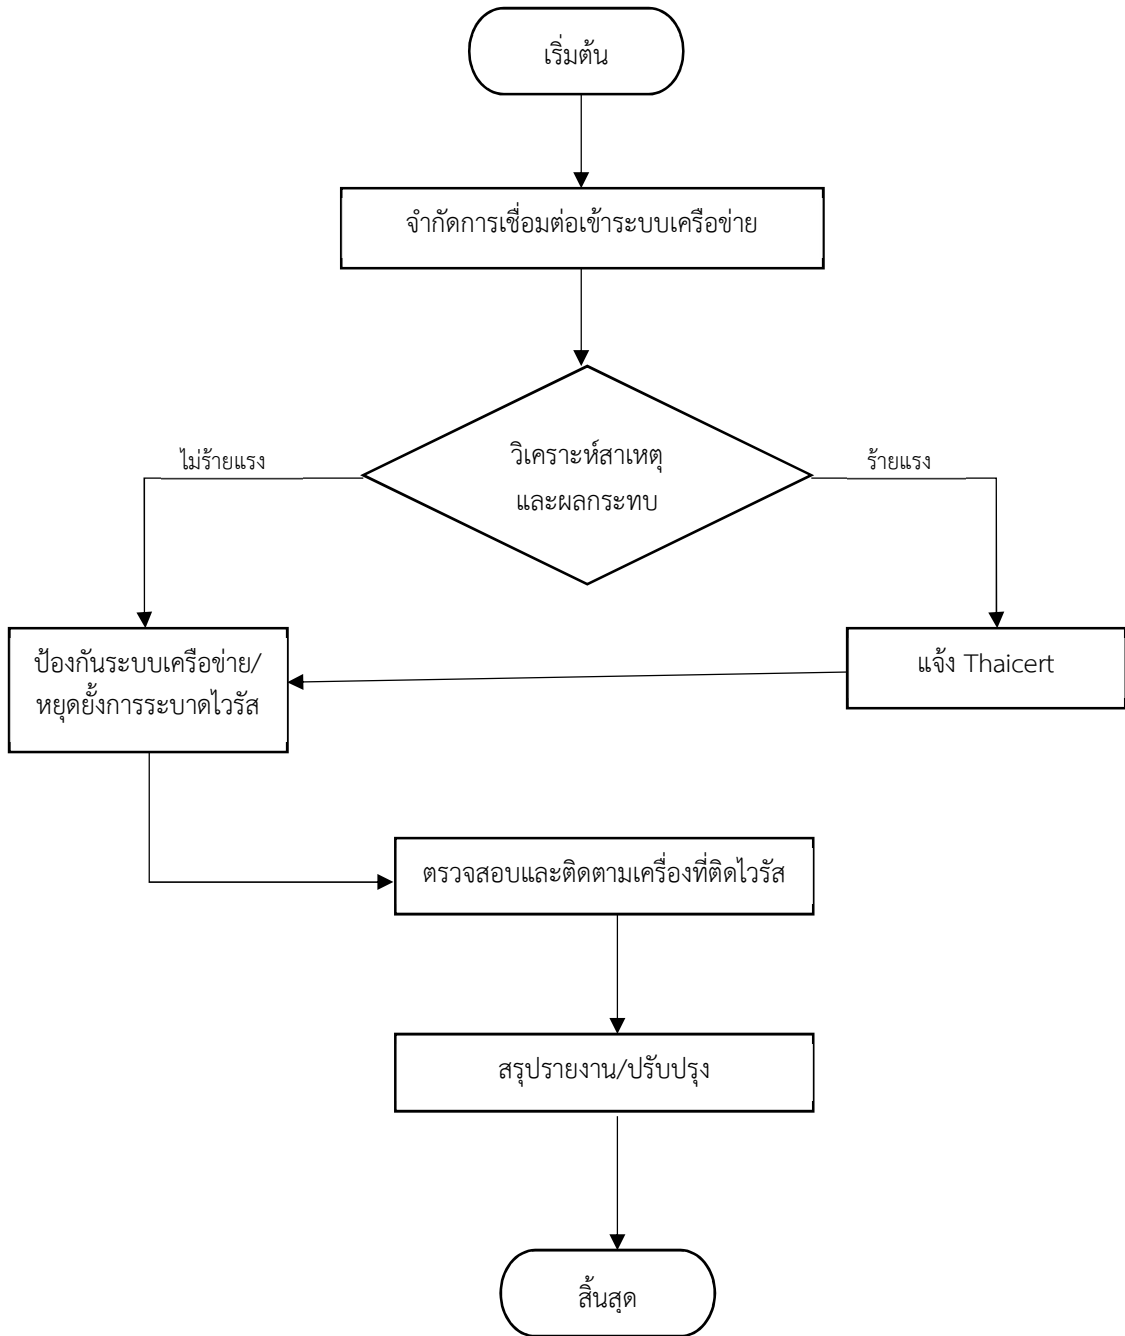 เริ่มต้น
จำกัดการเชื่อมต่อเข้าระบบเครือข่าย
วิเคราะห์สาเหตุ
และผลกระทบ
ไม่ร้ายแรง
ร้ายแรง
ป้องกันระบบเครือข่าย/
หยุดยั้งการระบาดไวรัส
แจ้ง Thaicert
ตรวจสอบและติดตามเครื่องที่ติดไวรัส
สรุปรายงาน/ปรับปรุง
สิ้นสุด